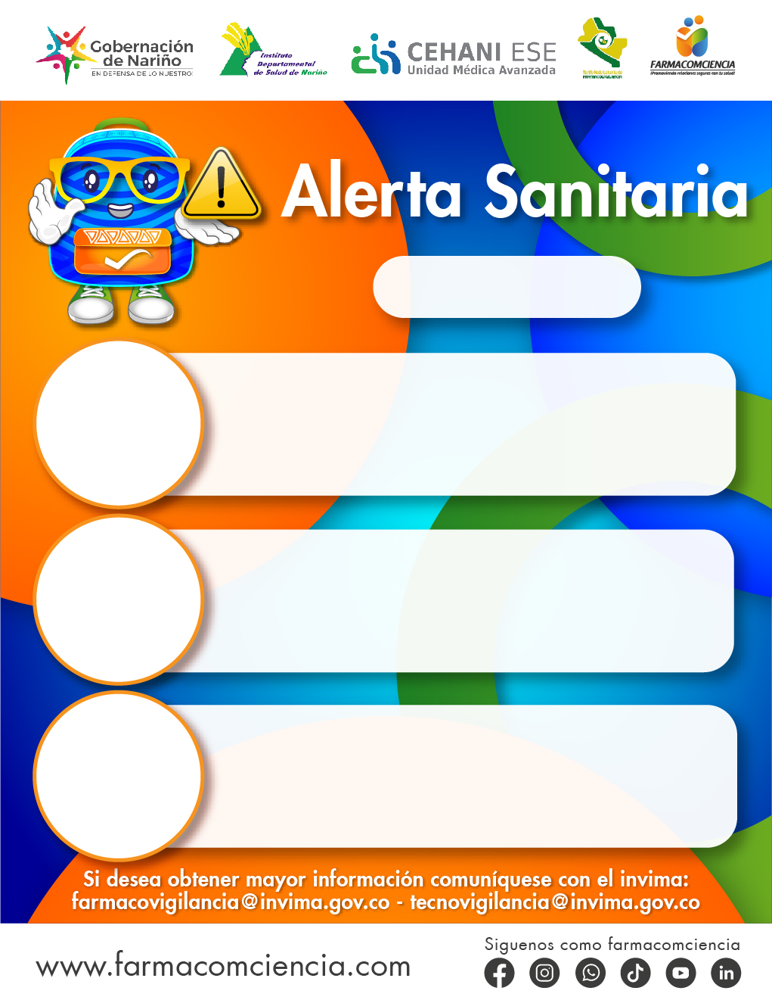 Gobernación
de Nariño
EN DEFENSA DE LO NUESTRO
Instituto
Departamental
de Salud de Nariño
CEHANI ESE
Unidad Médica Avanzada
FARMACOVIGILANCIA
FARMACOMCIENCIA
¡Promoviendo relaciones seguras con tu salud!
Alerta Sanitaria
Si desea obtener mayor información comuníquese con el invima:
farmacovigilancia@invima.gov.co - tecnovigilancia@invima.gov.co
www.farmacomciencia.com
Siguenos como farmacomciencia